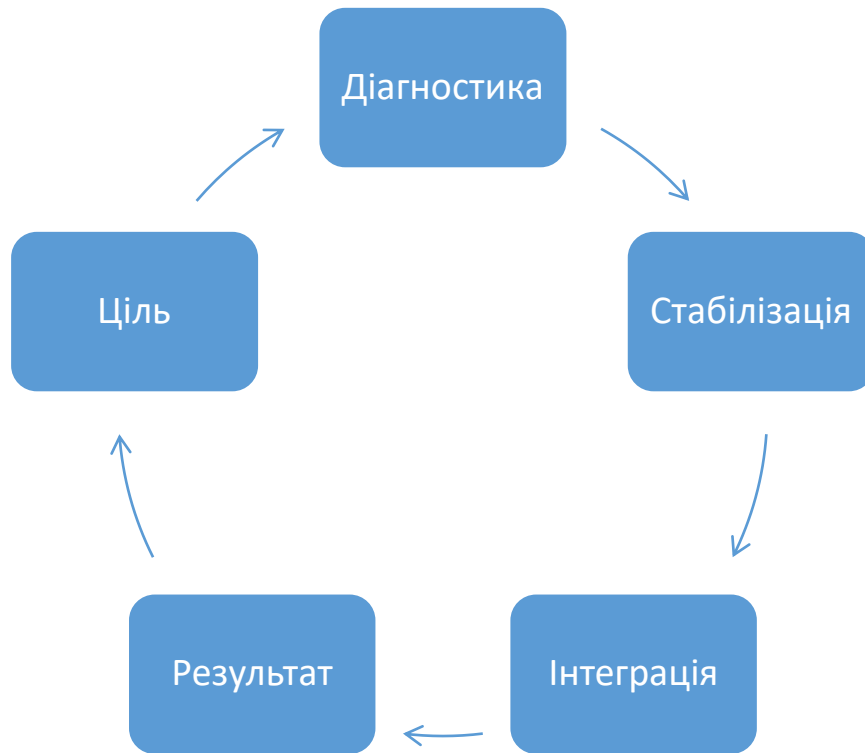 Діагностика
Стабілізація
Інтеграція
Результат
Ціль